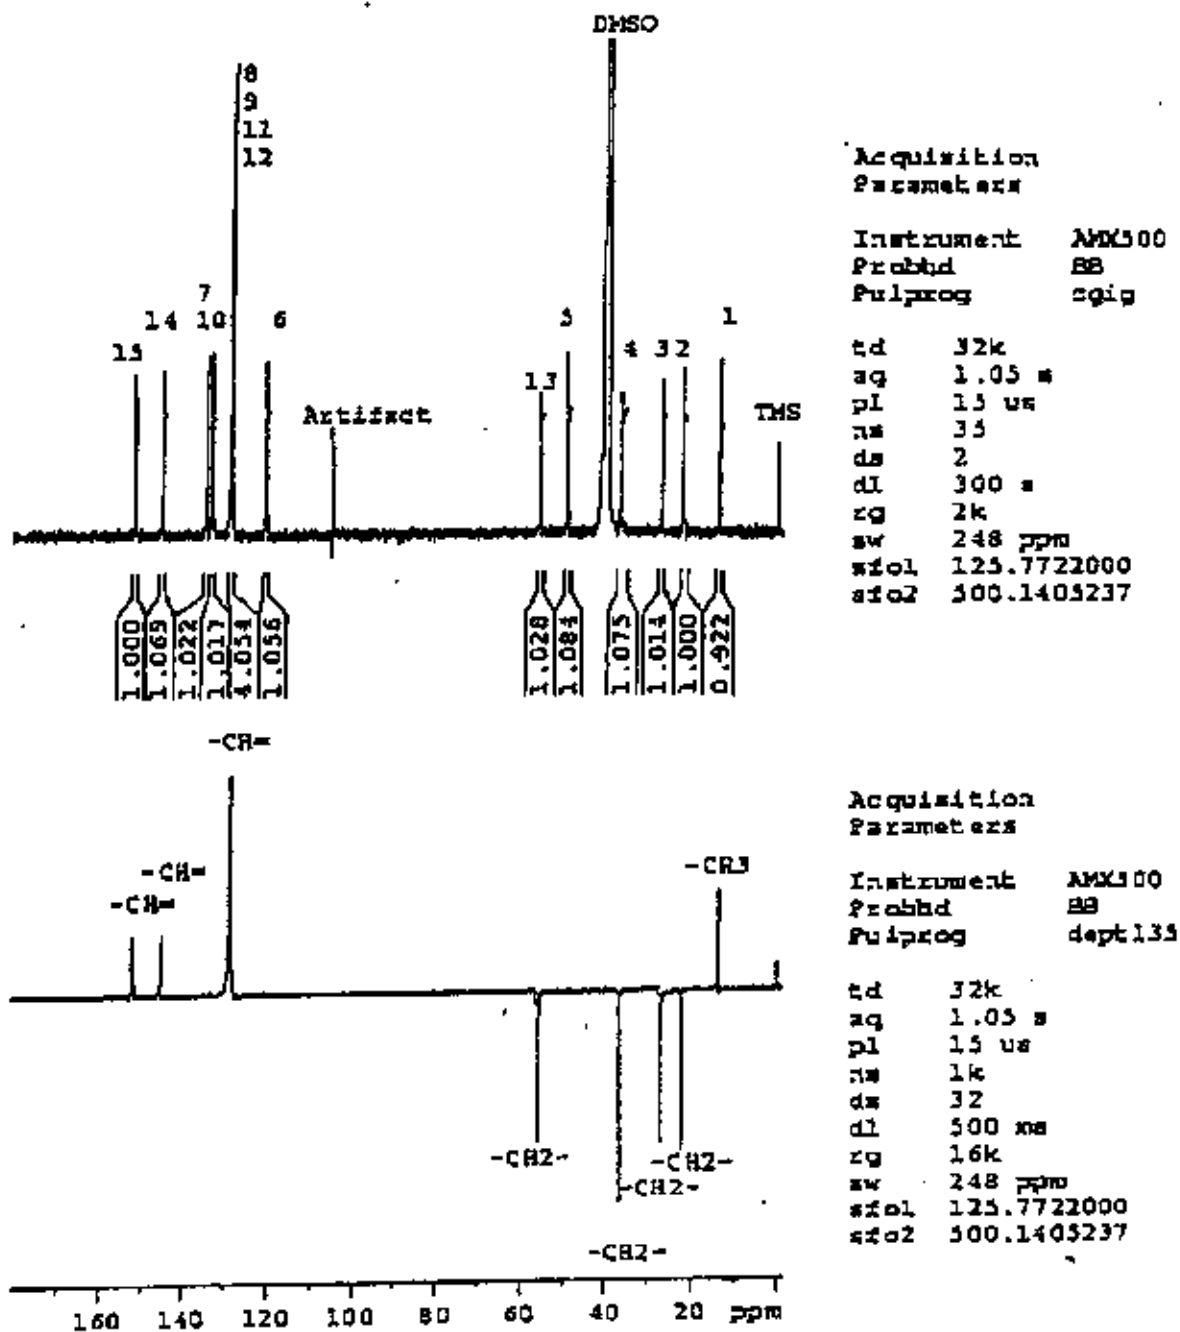 DMSO
8
9
11
12
7
15 14 10 6
5
13 4 3 2 1
Artifact
TMS
1.000
1.069
1.022
1.017
4.054
1.056
1.028
1.084
1.075
1.014
1.000
0.922
Acquisition
Parameters
Instrument AMX500
Probhd BB
Pulprog zgig
td 32k
aq 1.05 s
pl 15 us
ns 35
ds 2
dl 300 s
rg 2k
sw 248 ppm
sfo1 125.7722000
sfo2 500.1405237
-CH=
-CH=
-CH=
-CH3
-CH2-
-CH2-
-CH2-
-CH2-
Acquisition
Parameters
Instrument AMX500
Probhd BB
Pulprog dept135
td 32k
aq 1.05 s
pl 15 us
ns 1k
ds 32
dl 500 ms
rg 16k
sw 248 ppm
sfo1 125.7722000
sfo2 500.1405237
160 140 120 100 80 60 40 20 ppm